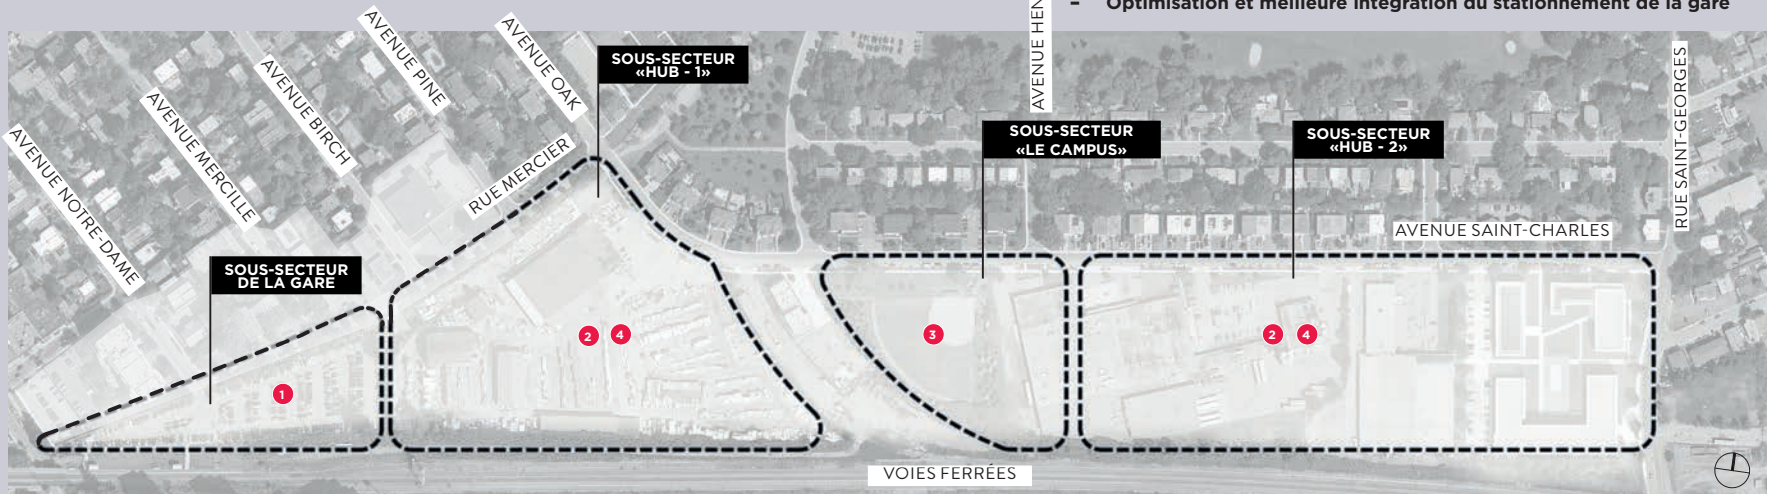 - Optimisation et meilleure intégration du stationnement de la gare
AVENUE HEN
AVENUE NOTRE-DAME
AVENUE MERCILLE
AVENUE BIRCH
AVENUE PINE
AVENUE OAK
RUE MERCIER
SOUS-SECTEUR
«HUB - 1»
SOUS-SECTEUR
«LE CAMPUS»
SOUS-SECTEUR
«HUB - 2»
RUE SAINT-GEORGES
AVENUE SAINT-CHARLES
SOUS-SECTEUR
DE LA GARE
1
2 4
3
2 4
VOIES FERRÉES